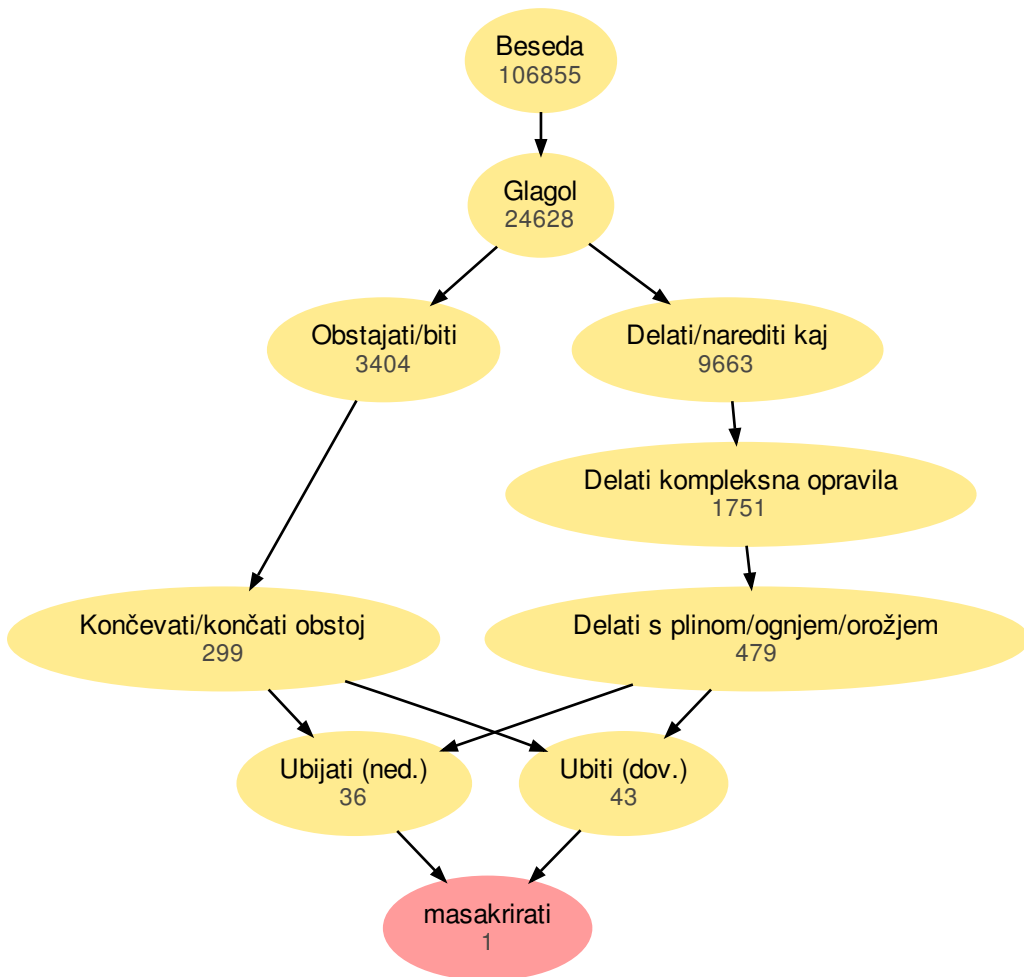 Beseda
106855
Glagol
24628
Obstajati/biti
3404
Delati/narediti kaj
9663
Delati kompleksna opravila
1751
Končevati/končati obstoj
299
Delati s plinom/ognjem/orožjem
479
Ubijati (ned.)
36
Ubiti (dov.)
43
masakrirati
1